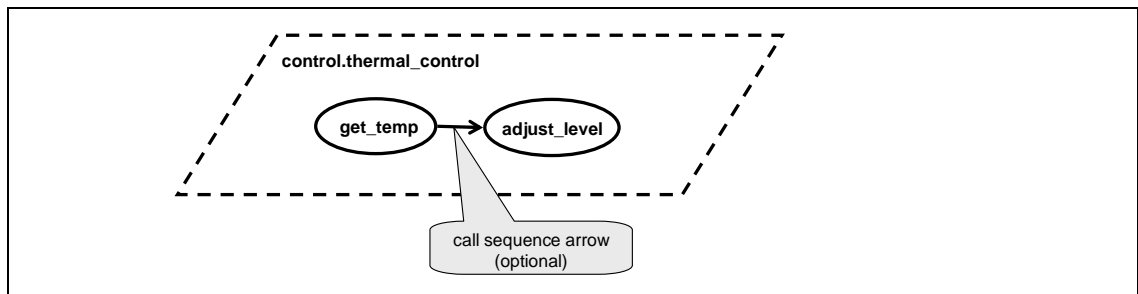 control.thermal_control
get_temp
adjust_level
call sequence arrow
(optional)